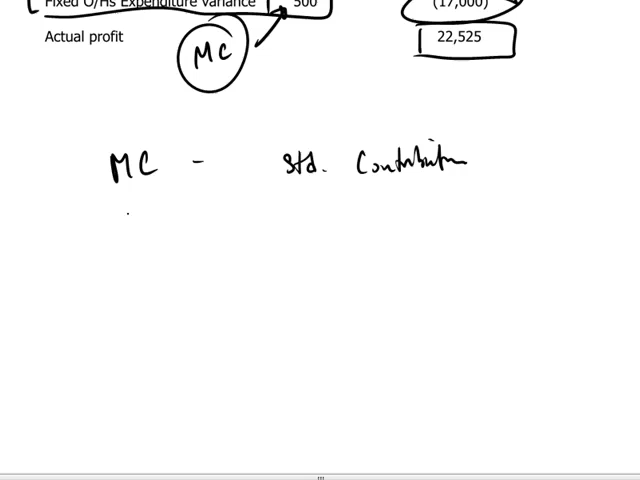 Fixed O/Hs Expenditure Variance 500 (17,000)
Actual profit 22,525
MC
MC - Std. Contribution